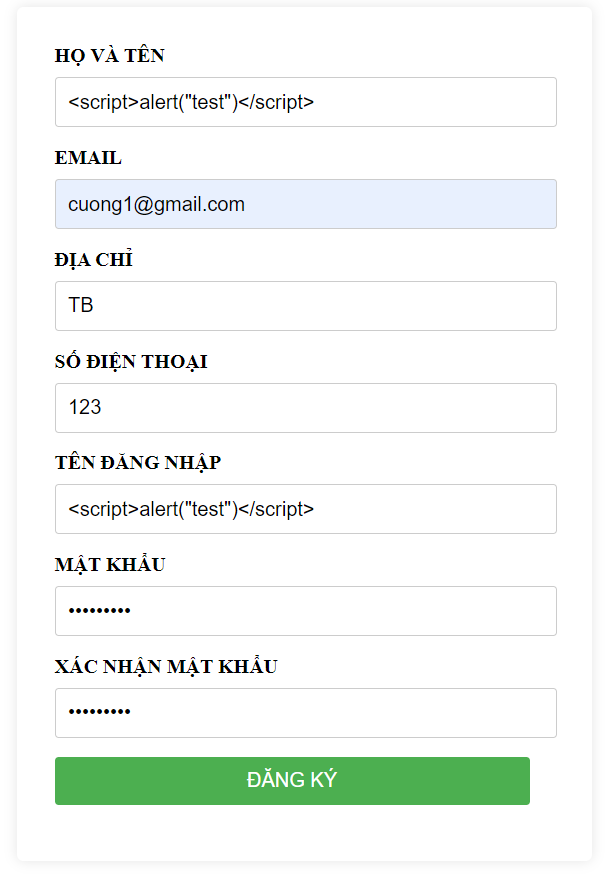 HỌ VÀ TÊN
<script>alert("test")</script>
EMAIL
cuong1@gmail.com
ĐỊA CHỈ
TB
SỐ ĐIỆN THOẠI
123
TÊN ĐĂNG NHẬP
<script>alert("test")</script>
MẬT KHẨU
•••••••••
XÁC NHẬN MẬT KHẨU
•••••••••
ĐĂNG KÝ